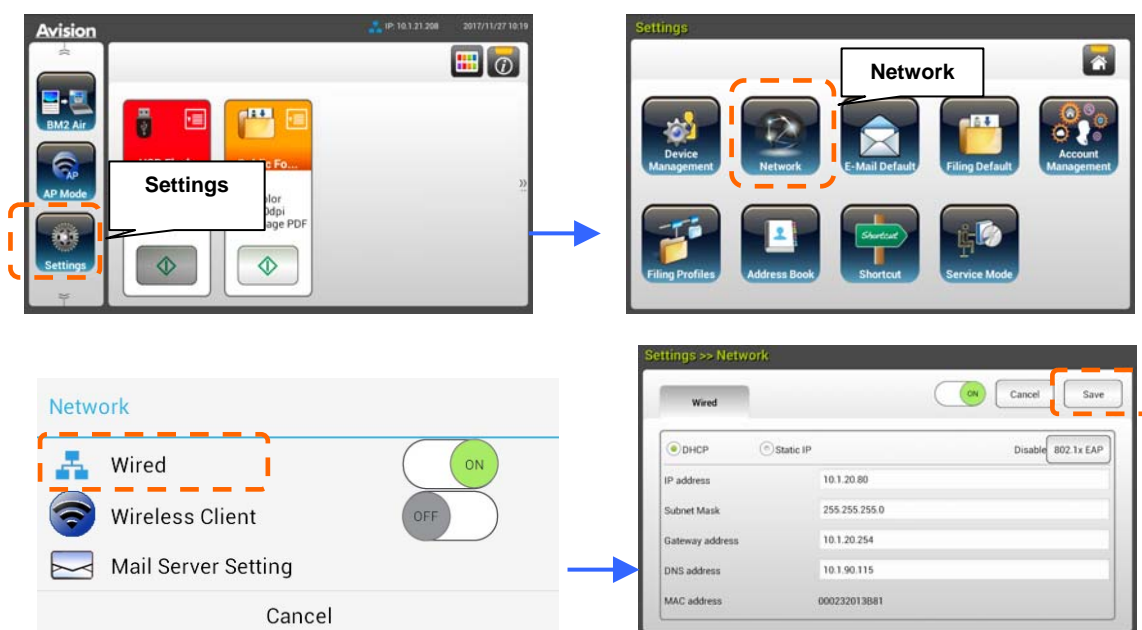 Avision
IP: 10.1.21.208 2017/11/27 10:19
BM2 Air
AP Mode
Settings
Settings
c Fo...
olor
0dpi
age PDF
Settings
Network
Device
Management
Network
E-Mail Default
Filing Default
Account
Management
Filing Profiles
Address Book
Shortcut
Shortcut
Service Mode
Network
Wired
ON
Wireless Client
OFF
Mail Server Setting
Cancel
Settings >> Network
Wired
ON
Cancel
Save
DHCP
Static IP
Disable
802.1x EAP
IP address
10.1.20.80
Subnet Mask
255.255.255.0
Gateway address
10.1.20.254
DNS address
10.1.90.115
MAC address
000232013B81